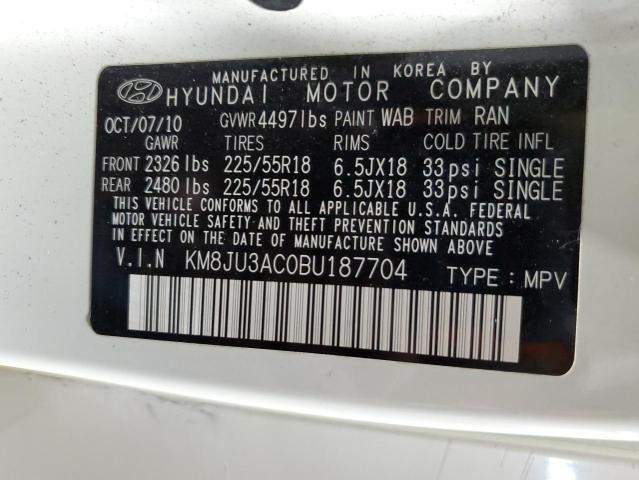 MANUFACTURED IN KOREA BY
HYUNDAI MOTOR COMPANY
OCT/07/10 GVWR 4497lbs PAINT WAB TRIM RAN
GAWR TIRES RIMS COLD TIRE INFL
FRONT 2326 lbs 225/55R18 6.5JX18 33psi SINGLE
REAR 2480 lbs 225/55R18 6.5JX18 33psi SINGLE
THIS VEHICLE CONFORMS TO ALL APPLICABLE U.S.A. FEDERAL
MOTOR VEHICLE SAFETY AND THEFT PREVENTION STANDARDS
IN EFFECT ON THE DATE OF MANUFACTURE SHOWN ABOVE.
V.I.N KM8JU3AC0BU187704 TYPE : MPV